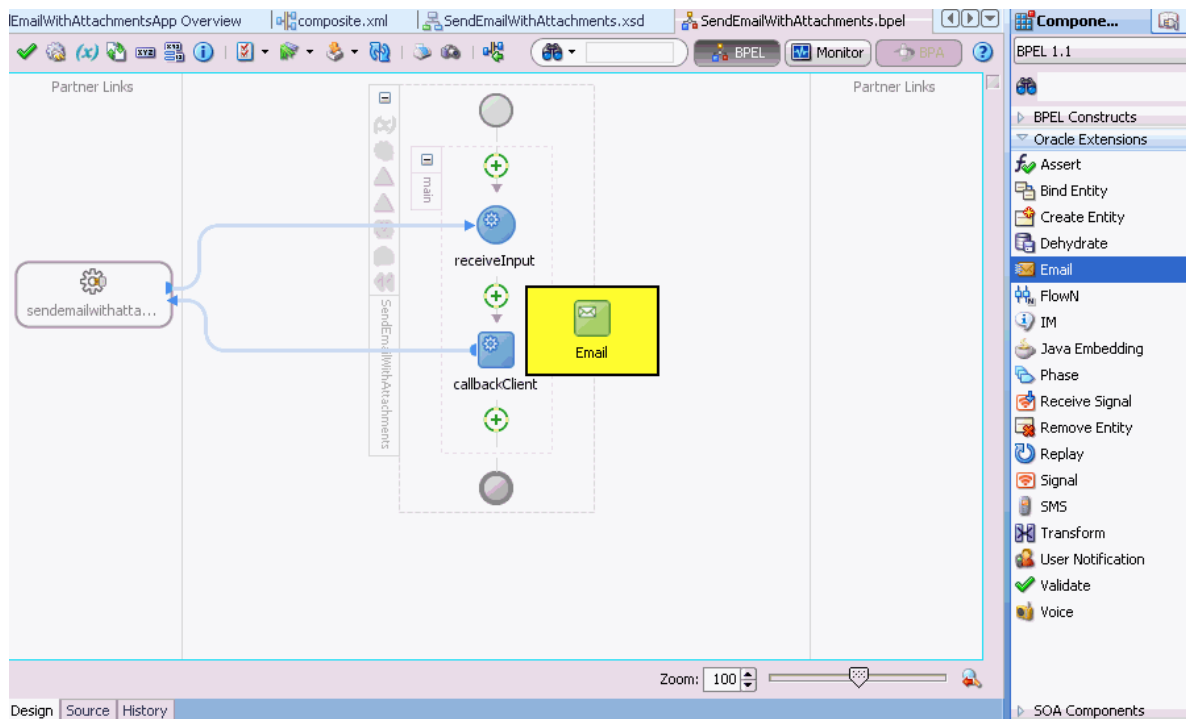 EmailWithAttachmentsApp Overview
composite.xml
SendEmailWithAttachments.xsd
SendEmailWithAttachments.bpel
Compone...
(x)
XYZ
BPEL
Monitor
BPA
BPEL 1.1
Partner Links
Partner Links
BPEL Constructs
Oracle Extensions
Assert
Bind Entity
Create Entity
Dehydrate
Email
FlowN
IM
Java Embedding
Phase
Receive Signal
Remove Entity
Replay
Signal
SMS
Transform
User Notification
Validate
Voice
SOA Components
(x)
main
receiveInput
sendemailwithatta...
SendEmailWithAttachments
Email
callbackClient
Zoom: 100
Design Source History